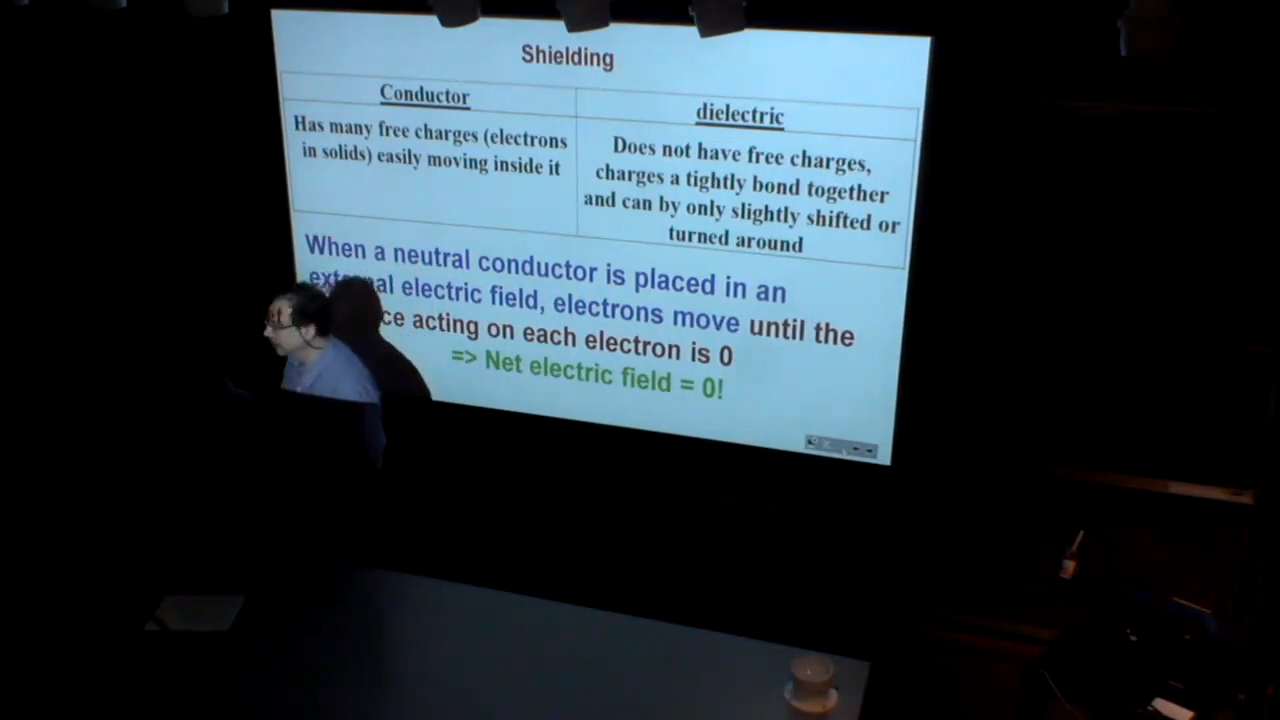 Shielding
Conductor
Has many free charges (electrons
in solids) easily moving inside it
dielectric
Does not have free charges,
charges a tightly bond together
and can by only slightly shifted or
turned around
When a neutral conductor is placed in an
electric field, electrons move until the
acting on each electron is 0
=> Net electric field = 0!